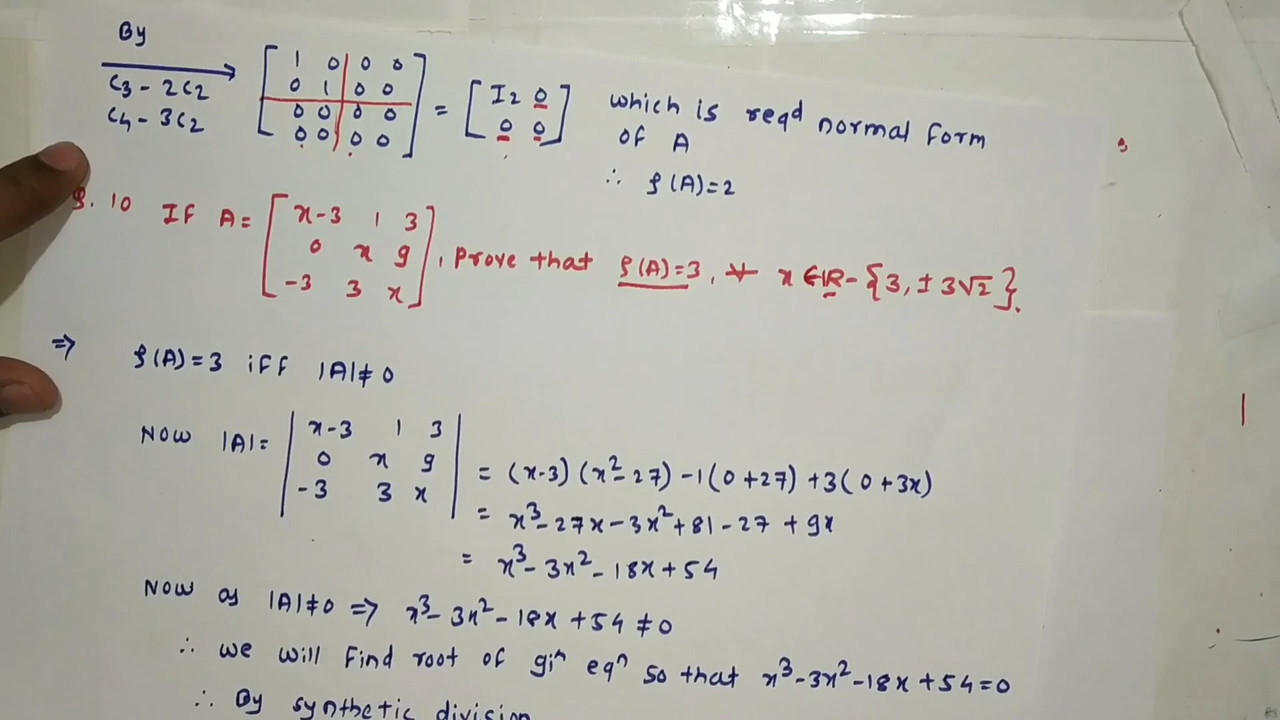 By
C3 - 2C2
C4 - 3C2
[ 1 0 0 0
0 1 0 0
0 0 0 0
0 0 0 0 ] = [ I2 0
0 0 ] which is reqd normal form
of A
∴ ρ(A)=2
Q. 10 If A= [ x-3 1 3
0 x 9
-3 3 x ], prove that ρ(A)=3, ∀ x ∈ IR - {3, ± 3√2}.
⇒ ρ(A)=3 iff |A|≠0
Now |A|= | x-3 1 3
0 x 9
-3 3 x | = (x-3)(x²-27) -1(0+27) +3(0+3x)
= x³-27x-3x²+81-27+9x
= x³-3x²-18x+54
Now as |A|≠0 ⇒ x³-3x²-18x+54≠0
∴ we will find root of giⁿ eqⁿ so that x³-3x²-18x+54=0
∴ By synthetic division